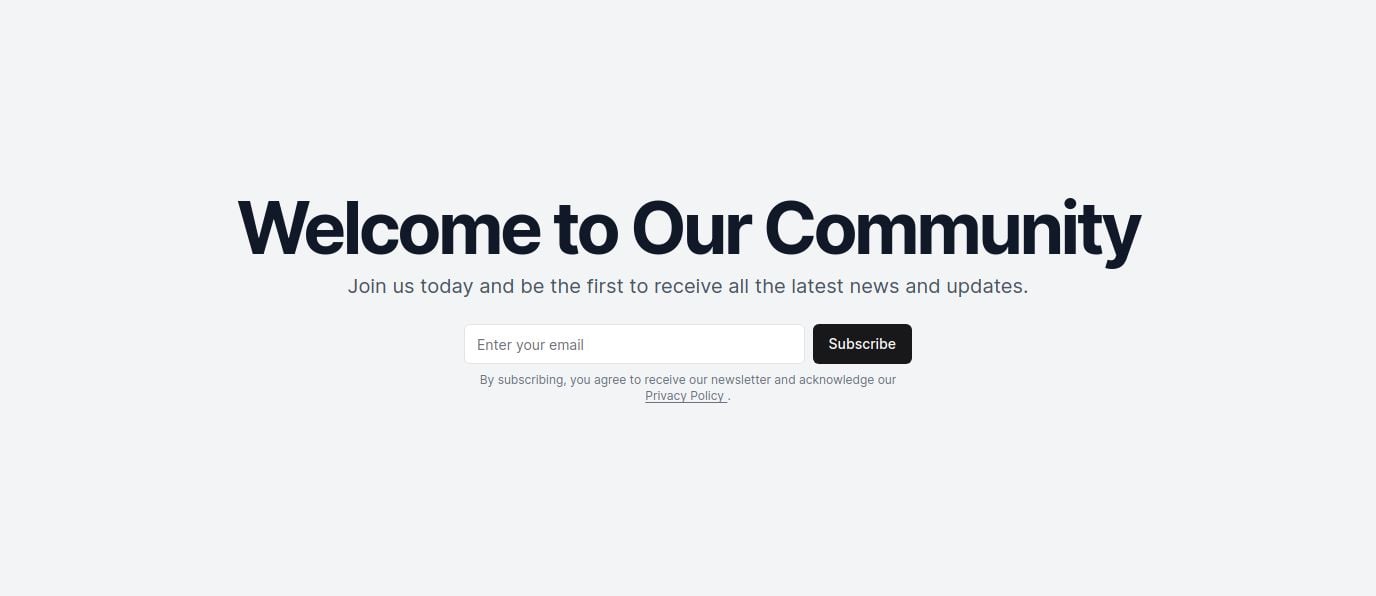 Welcome to Our Community
Join us today and be the first to receive all the latest news and updates.
Enter your email
Subscribe
By subscribing, you agree to receive our newsletter and acknowledge our
Privacy Policy .